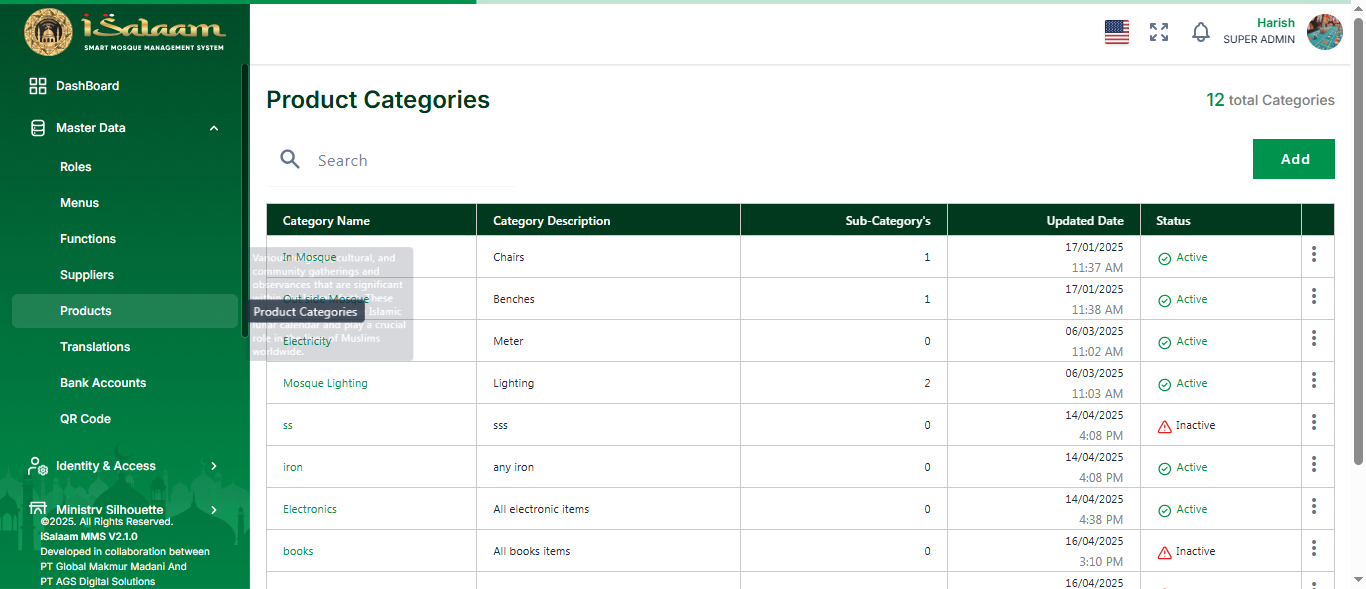 iSalaam
SMART MOSQUE MANAGEMENT SYSTEM
Harish
SUPER ADMIN
DashBoard
Master Data
Roles
Menus
Functions
Suppliers
Products
Translations
Bank Accounts
QR Code
Identity & Access
Ministry Silhouette
©2025. All Rights Reserved.
iSalaam MMS V2.1.0
Developed in collaboration between
PT Global Makmur Madani And
PT AGS Digital Solutions
Product Categories
12 total Categories
Search
Add
Category Name Category Description Sub-Category's Updated Date Status
In Mosque Chairs 1 17/01/2025 Active
11:37 AM
Out side Mosque Benches 1 17/01/2025 Active
11:38 AM
Electricity Meter 0 06/03/2025 Active
11:02 AM
Mosque Lighting Lighting 2 06/03/2025 Active
11:03 AM
ss sss 0 14/04/2025 Inactive
4:08 PM
iron any iron 0 14/04/2025 Active
4:08 PM
Electronics All electronic items 0 14/04/2025 Active
4:38 PM
books All books items 0 16/04/2025 Inactive
3:10 PM
16/04/2025
cultural, and
community gatherings and
observances that are significant
Product Categories
Islamic
calendar and play a crucial
of Muslims
worldwide.